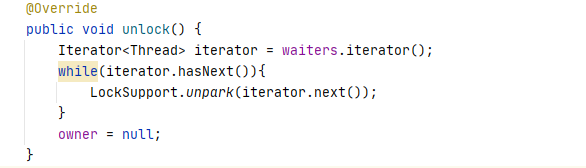 @Override
public void unlock() {
    Iterator<Thread> iterator = waiters.iterator();
    while(iterator.hasNext()){
        LockSupport.unpark(iterator.next());
    }
    owner = null;
}